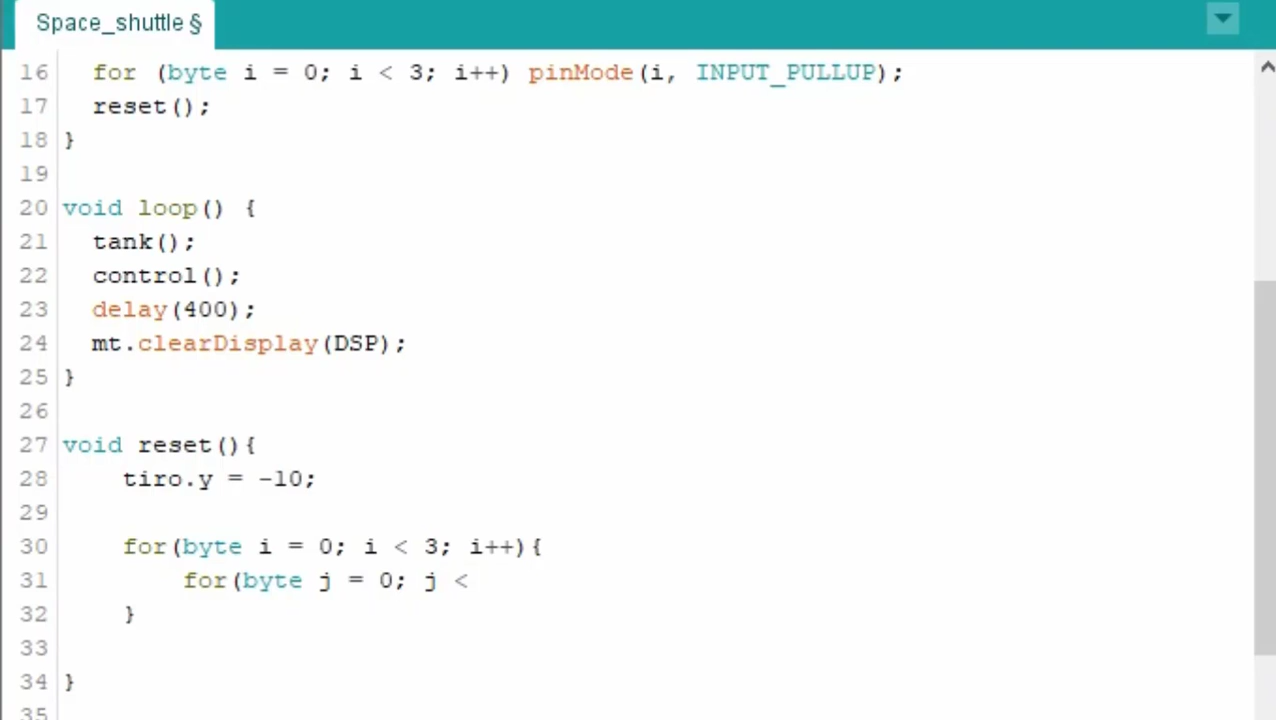 Space_shuttle §
16 for (byte i = 0; i < 3; i++) pinMode(i, INPUT_PULLUP);
17 reset();
18 }
19
20 void loop() {
21 tank();
22 control();
23 delay(400);
24 mt.clearDisplay(DSP);
25 }
26
27 void reset(){
28 tiro.y = -10;
29
30 for(byte i = 0; i < 3; i++){
31 for(byte j = 0; j <
32 }
33
34 }
35